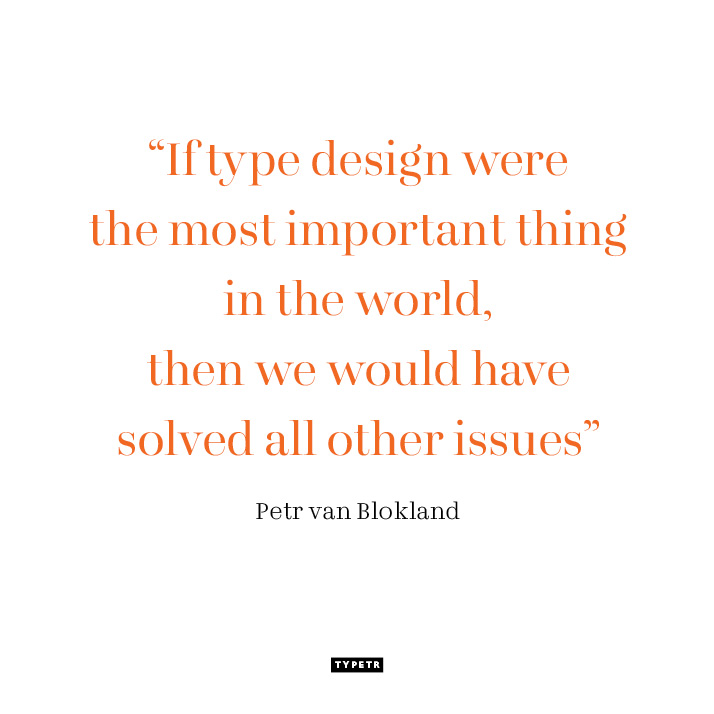 “If type design were
the most important thing
in the world,
then we would have
solved all other issues”
Petr van Blokland
TYPETR